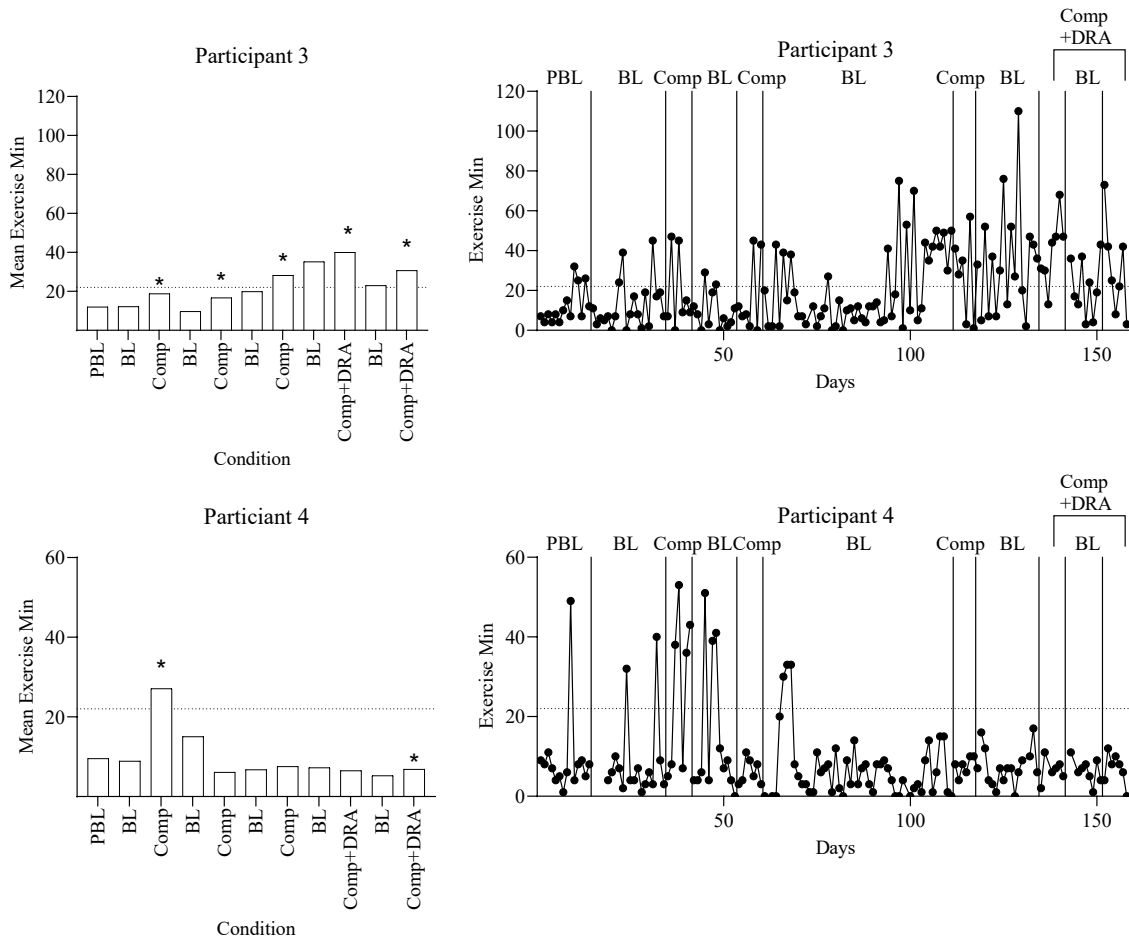 Participant 3
120
100
80
60
40
20
Mean Exercise Min
*
*
*
*
*
PBL
BL
Comp
BL
Comp
BL
Comp
BL
Comp+DRA
BL
Comp+DRA
Condition
Comp
+DRA
Participant 3
PBL BL Comp BL Comp BL Comp BL BL
120
100
80
60
40
20
0
Exercise Min
50 100 150
Days
Particiant 4
60
40
20
Mean Exercise Min
*
*
PBL
BL
Comp
BL
Comp
BL
Comp
BL
Comp+DRA
BL
Comp+DRA
Condition
Comp
+DRA
Participant 4
PBL BL Comp BL Comp BL Comp BL BL
60
40
20
0
Exercise Min
50 100 150
Days